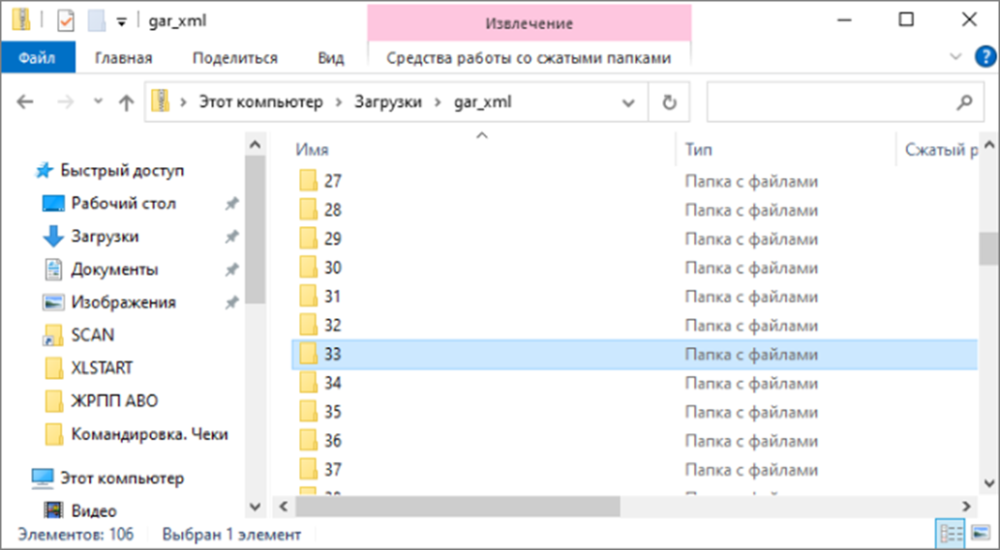 gar_xml
Извлечение
Файл
Главная
Поделиться
Вид
Средства работы со сжатыми папками
Этот компьютер > Загрузки > gar_xml
Имя
Тип
Сжатый р
Быстрый доступ
Рабочий стол
Загрузки
Документы
Изображения
SCAN
XLSTART
ЖРПП АВО
Командировка. Чеки
Этот компьютер
Видео
27 Папка с файлами
28 Папка с файлами
29 Папка с файлами
30 Папка с файлами
31 Папка с файлами
32 Папка с файлами
33 Папка с файлами
34 Папка с файлами
35 Папка с файлами
36 Папка с файлами
37 Папка с файлами
Элементов: 106
Выбран 1 элемент